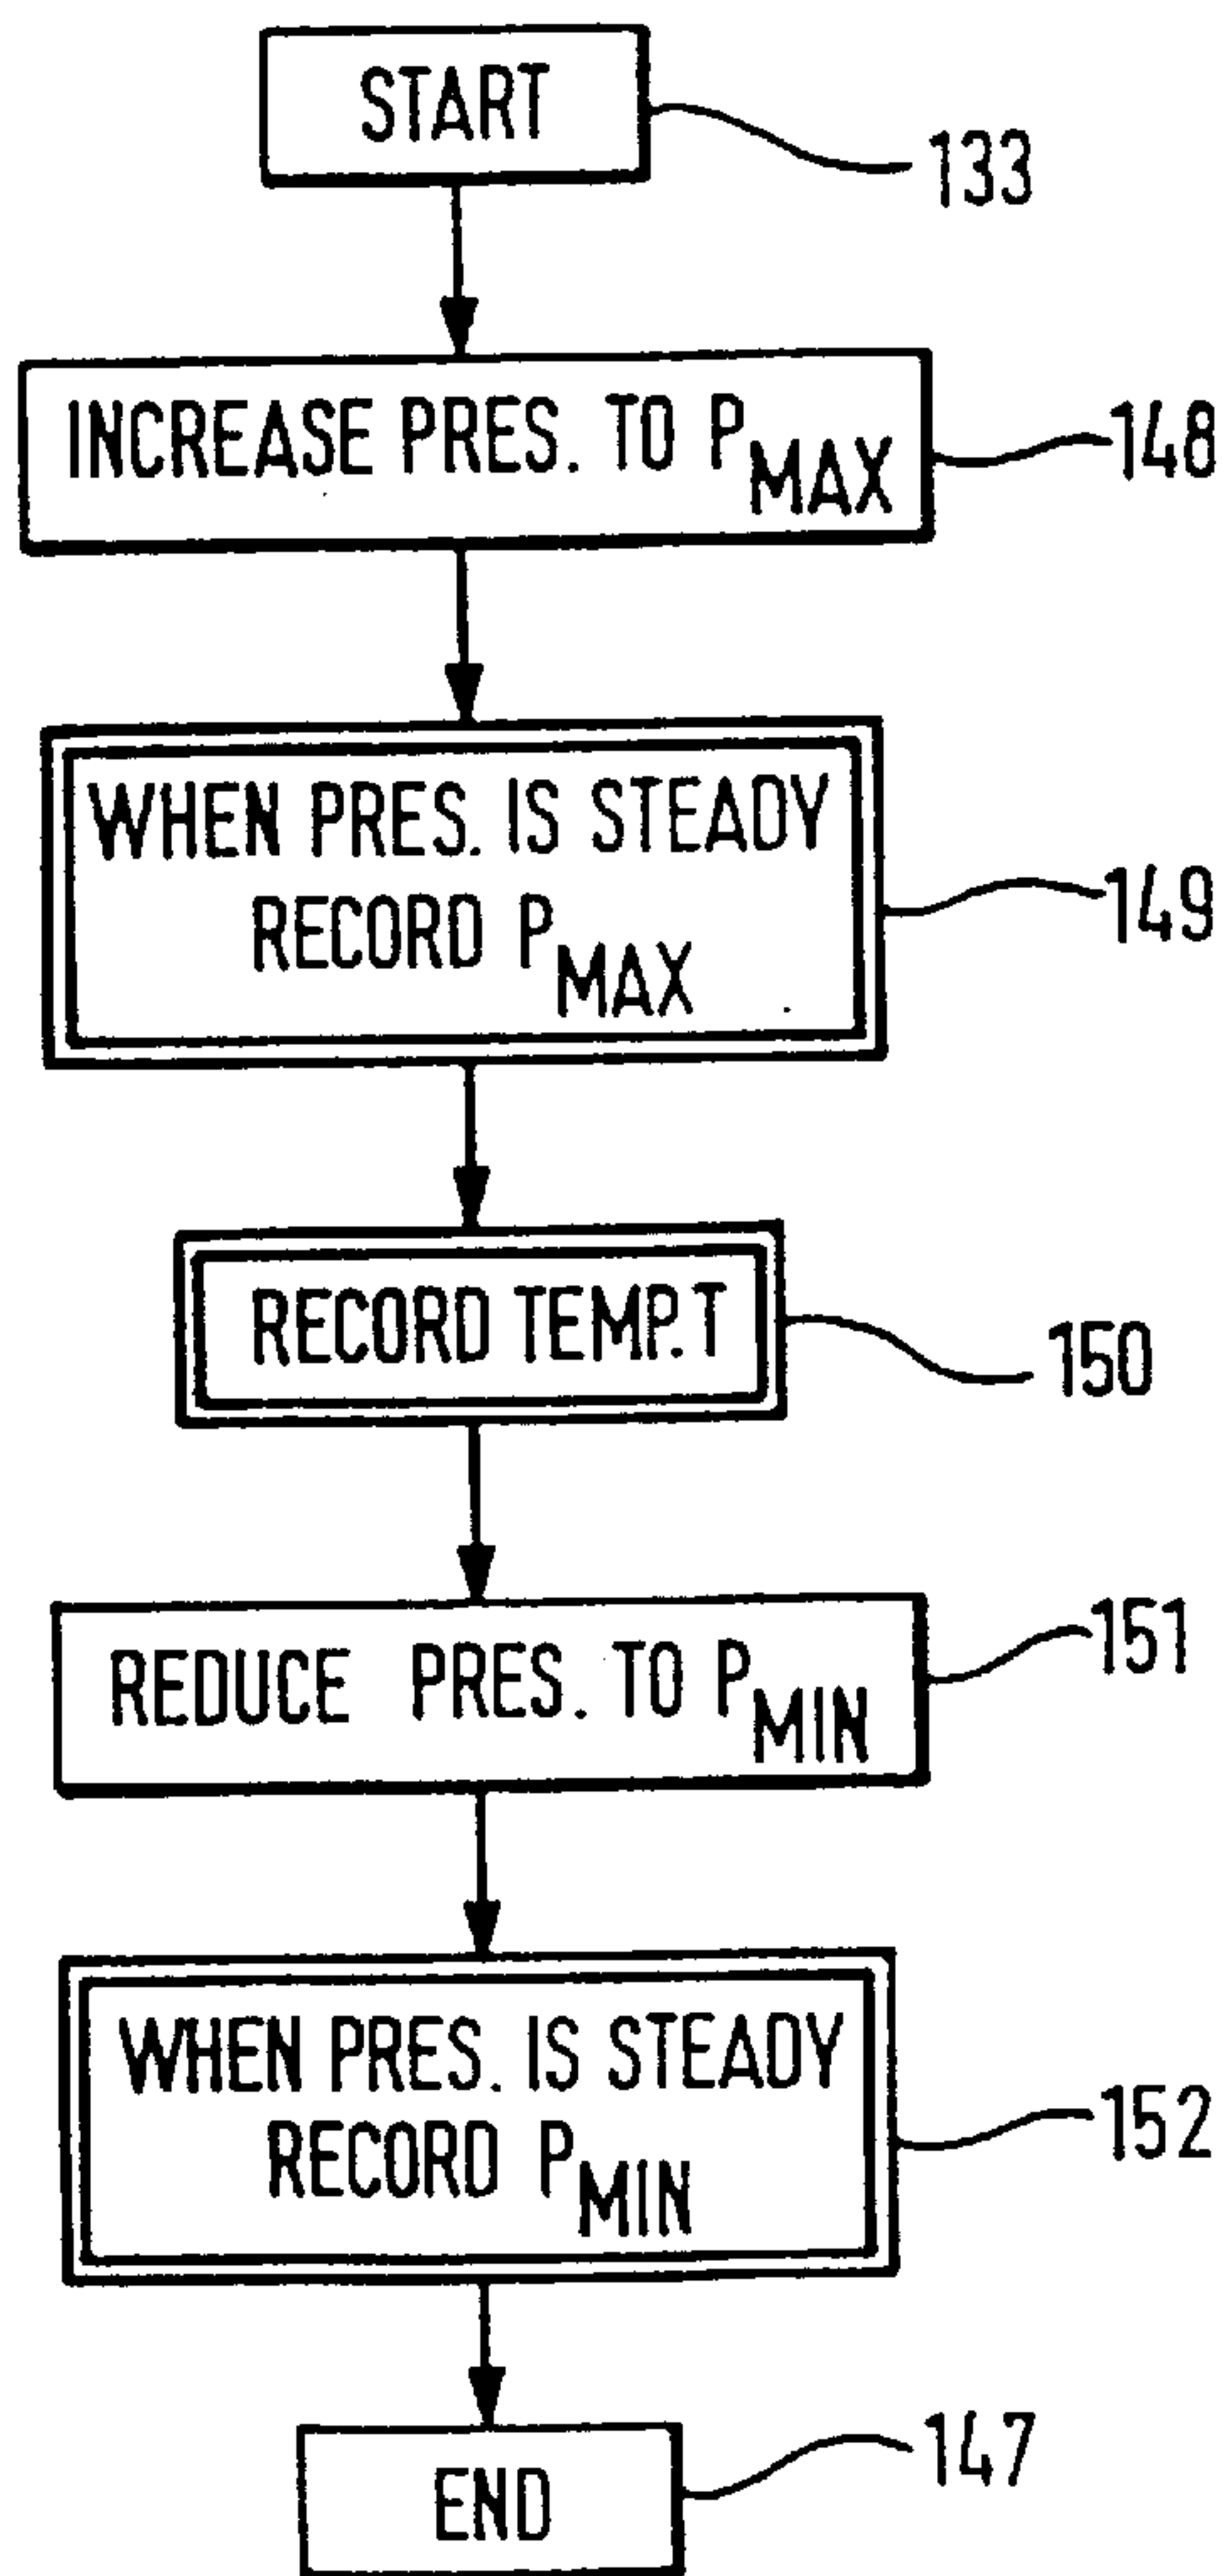 START
133
INCREASE PRES. TO PMAX
148
WHEN PRES. IS STEADY
RECORD PMAX
149
RECORD TEMP. T
150
REDUCE PRES. TO PMIN
151
WHEN PRES. IS STEADY
RECORD PMIN
152
END
147